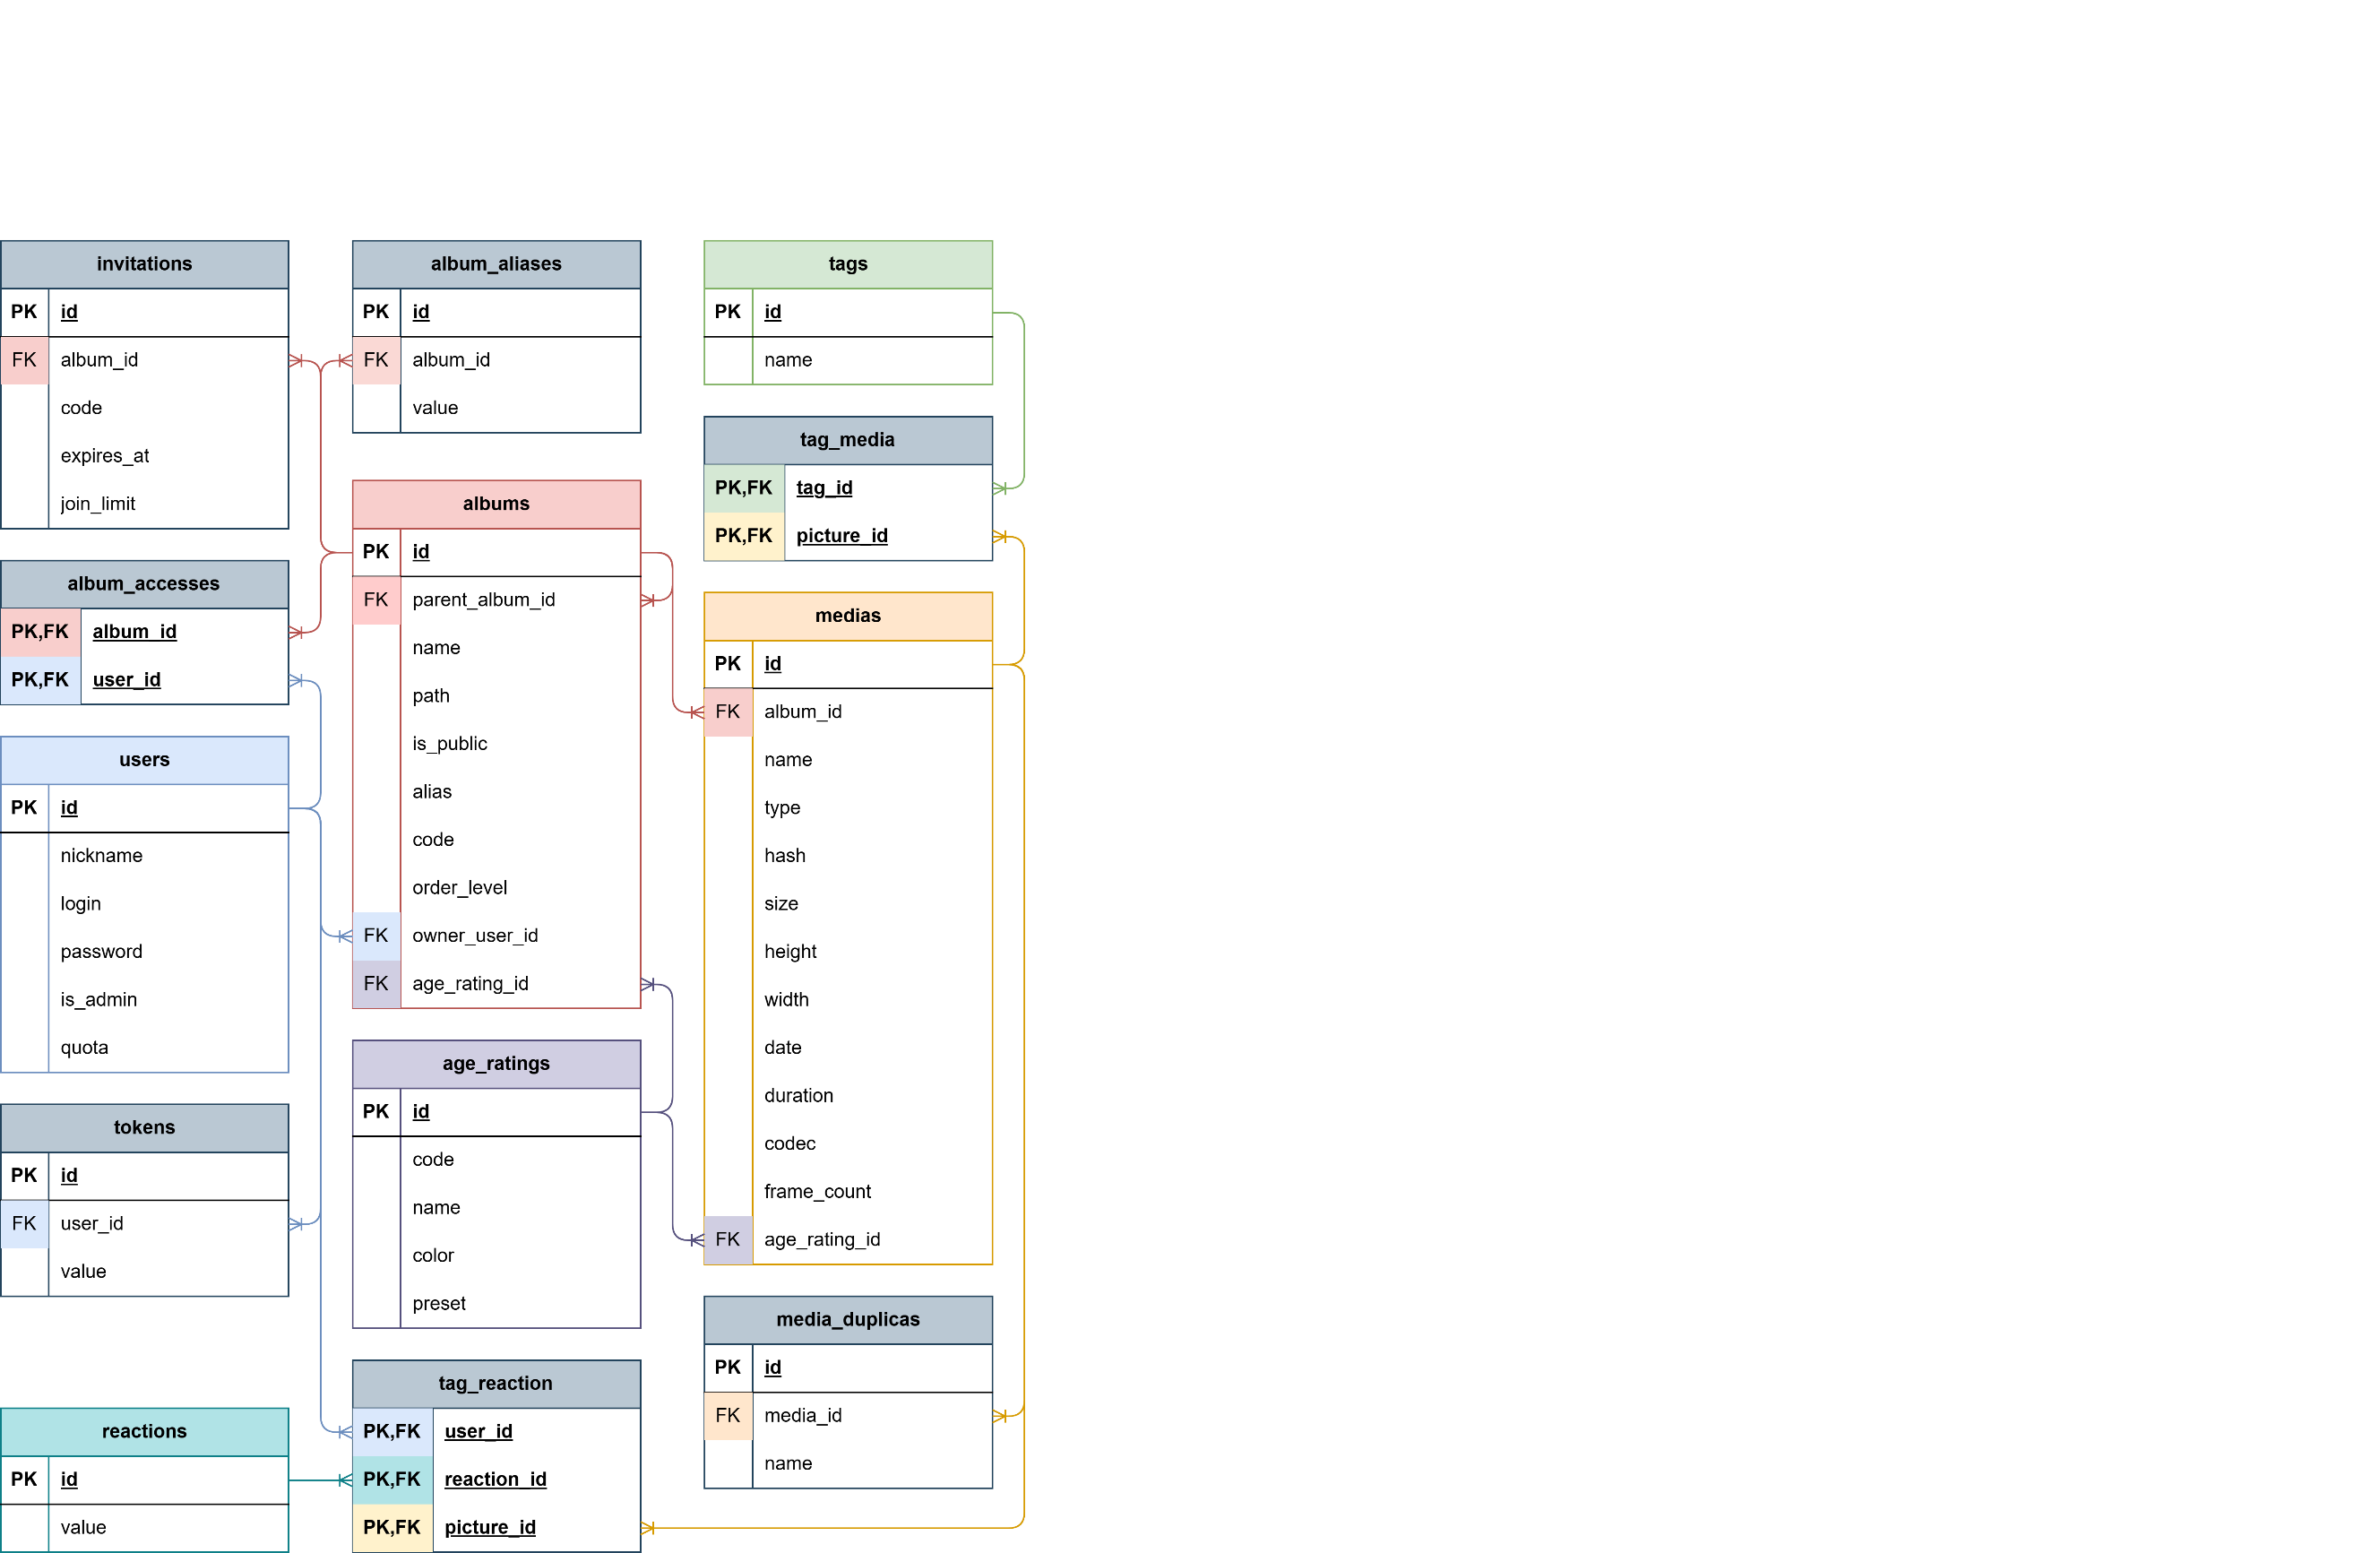 invitations
PK id
FK album_id
code
expires_at
join_limit
album_accesses
PK,FK album_id
PK,FK user_id
users
PK id
nickname
login
password
is_admin
quota
tokens
PK id
FK user_id
value
reactions
PK id
value
album_aliases
PK id
FK album_id
value
albums
PK id
FK parent_album_id
name
path
is_public
alias
code
order_level
FK owner_user_id
FK age_rating_id
age_ratings
PK id
code
name
color
preset
tag_reaction
PK,FK user_id
PK,FK reaction_id
PK,FK picture_id
tags
PK id
name
tag_media
PK,FK tag_id
PK,FK picture_id
medias
PK id
FK album_id
name
type
hash
size
height
width
date
duration
codec
frame_count
FK age_rating_id
media_duplicas
PK id
FK media_id
name